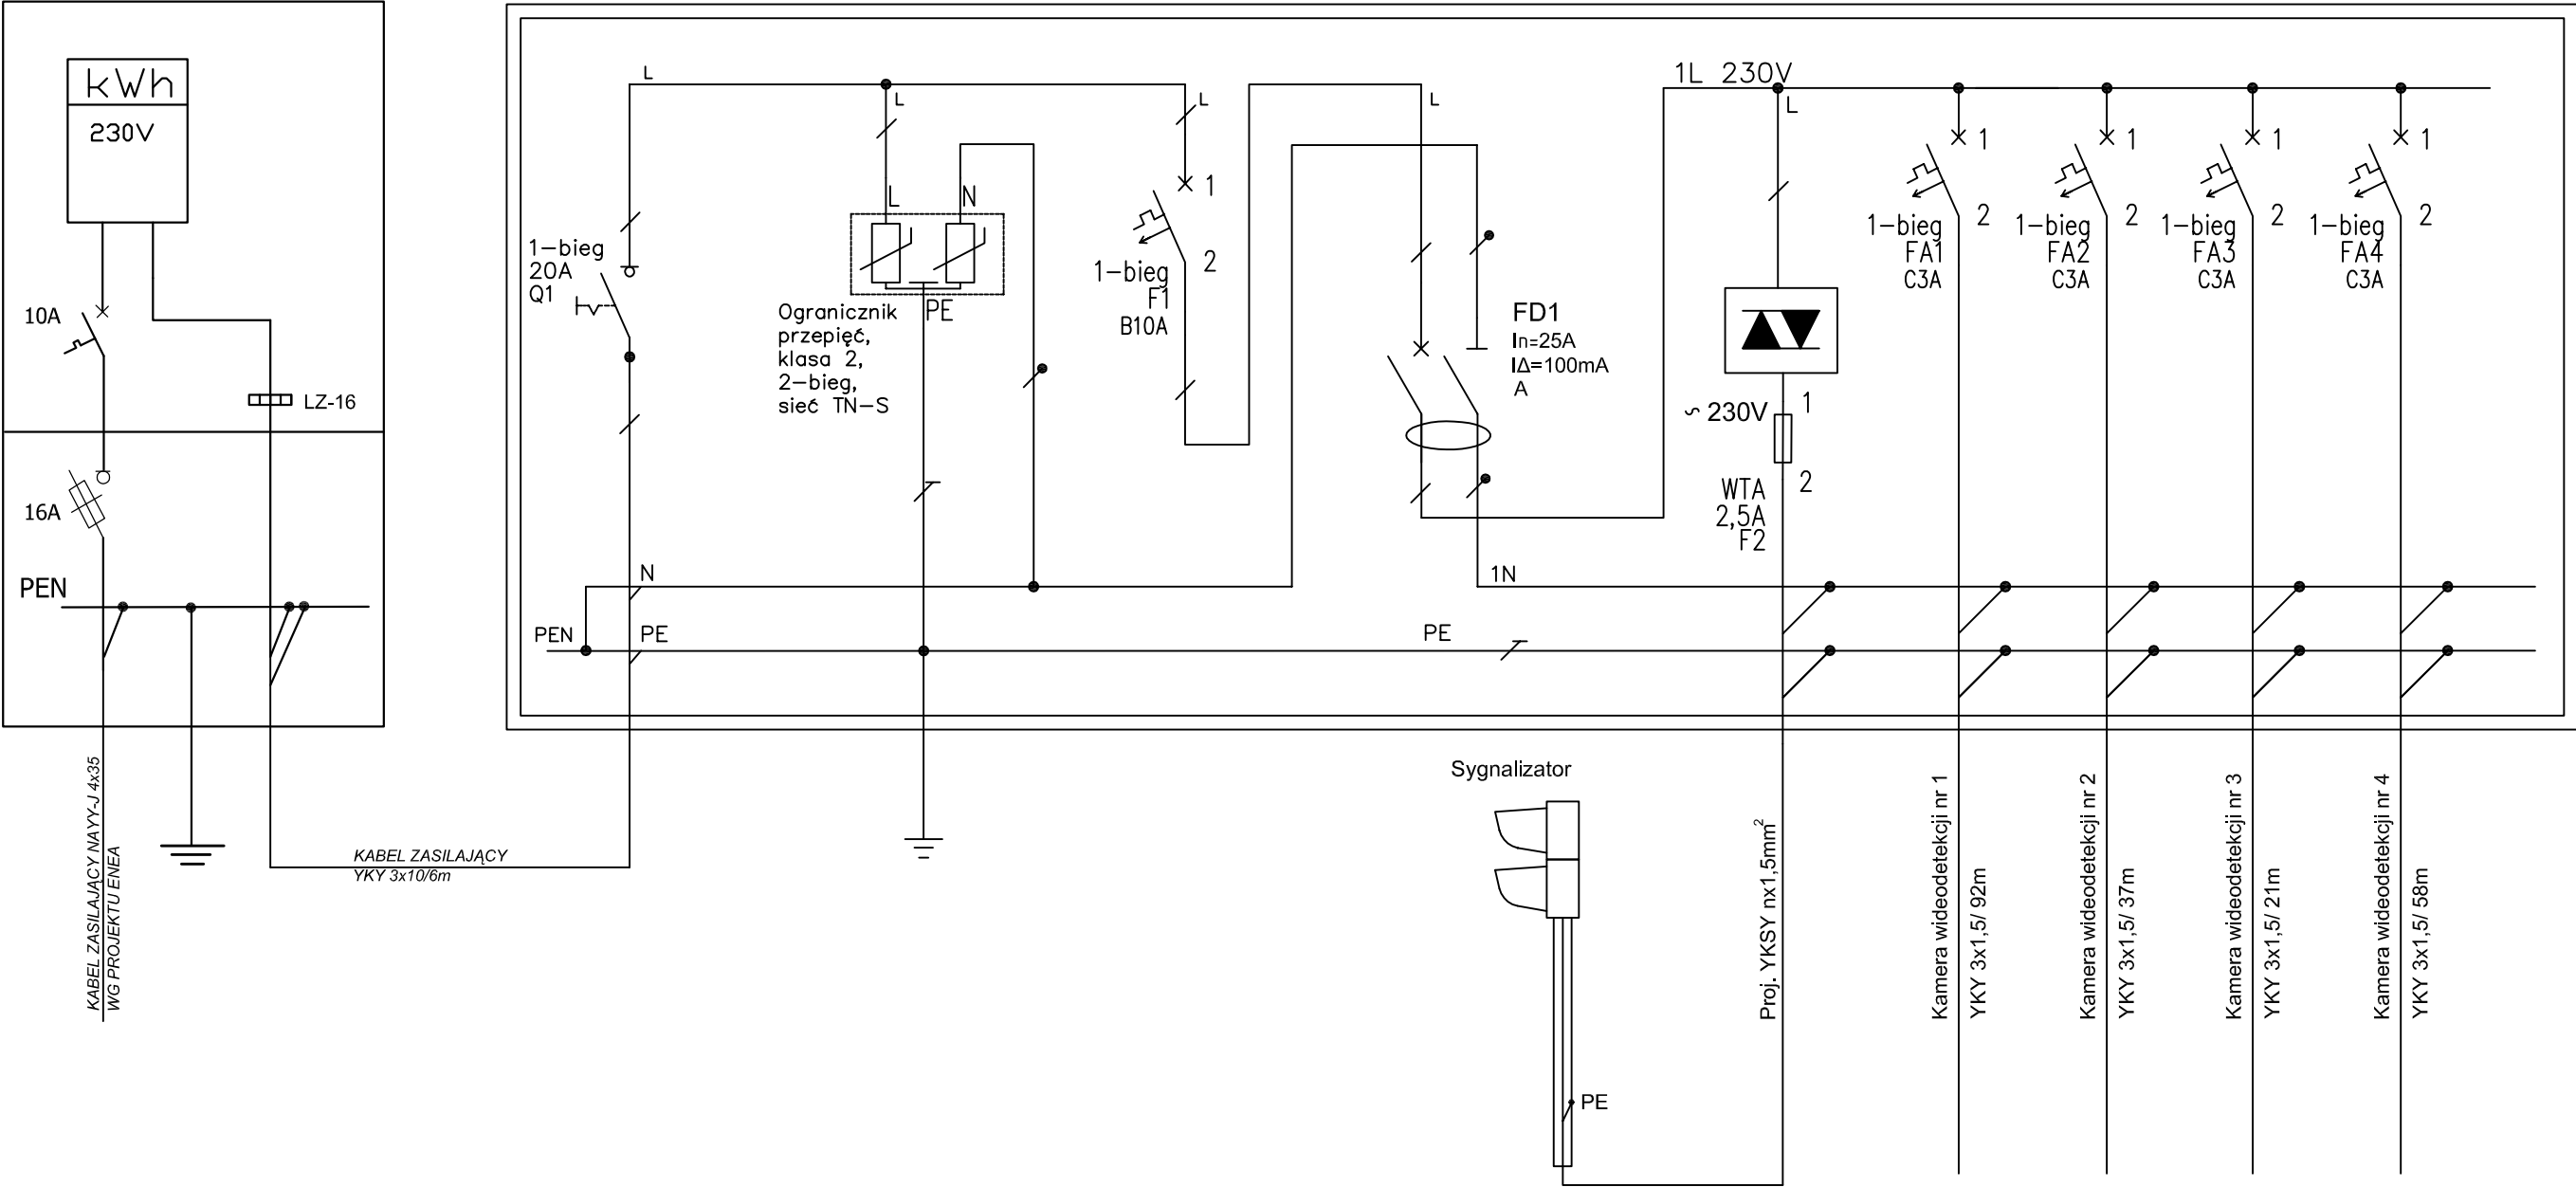 kWh
230V
10A
LZ-16
16A
PEN
KABEL ZASILAJĄCY NAYY-J 4x35
WG PROJEKTU ENEA
KABEL ZASILAJĄCY
YKY 3x10/6m
L
1-bieg
20A
Q1
L
L
N
PE
Ogranicznik
przepięć,
klasa 2,
2-bieg,
sieć TN-S
L
1
2
1-bieg
F1
B10A
L
FD1
In=25A
IΔ=100mA
A
N
PEN
PE
PE
1N
1L 230V
L
~ 230V
1
2
WTA
2,5A
F2
1
2
1-bieg
FA1
C3A
1
2
1-bieg
FA2
C3A
1
2
1-bieg
FA3
C3A
1
2
1-bieg
FA4
C3A
Sygnalizator
PE
Proj. YKSY nx1,5mm²
Kamera wideodetekcji nr 1
YKY 3x1,5/ 92m
Kamera wideodetekcji nr 2
YKY 3x1,5/ 37m
Kamera wideodetekcji nr 3
YKY 3x1,5/ 21m
Kamera wideodetekcji nr 4
YKY 3x1,5/ 58m